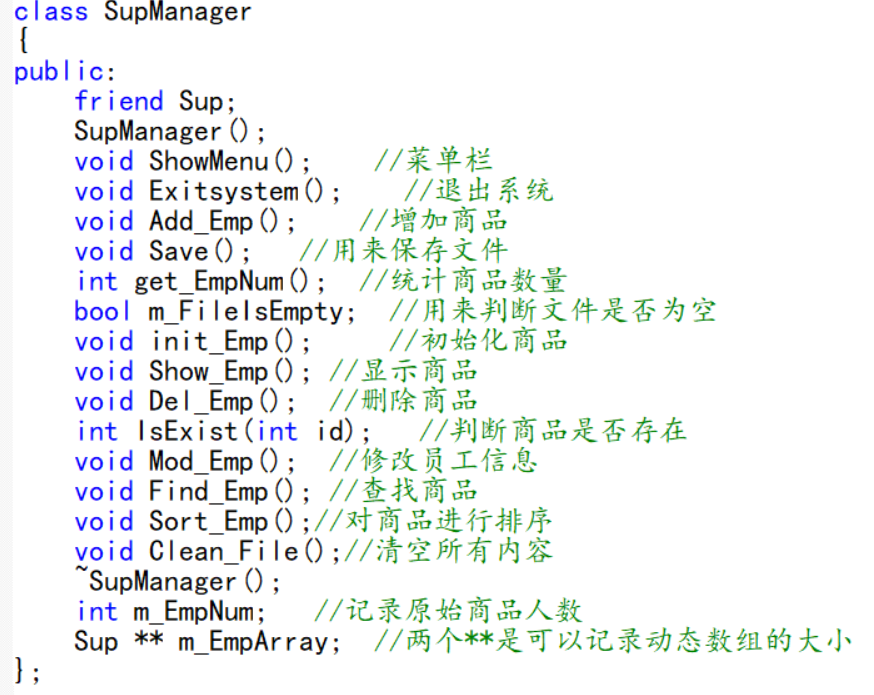 class SupManager
{
public:
    friend Sup;
    SupManager();
    void ShowMenu();    //菜单栏
    void Exitsystem();    //退出系统
    void Add_Emp();    //增加商品
    void Save();   //用来保存文件
    int get_EmpNum();  //统计商品数量
    bool m_FileIsEmpty;  //用来判断文件是否为空
    void init_Emp();     //初始化商品
    void Show_Emp(); //显示商品
    void Del_Emp();  //删除商品
    int IsExist(int id);   //判断商品是否存在
    void Mod_Emp();  //修改员工信息
    void Find_Emp(); //查找商品
    void Sort_Emp();//对商品进行排序
    void Clean_File();//清空所有内容
    ~SupManager();
    int m_EmpNum;   //记录原始商品人数
    Sup ** m_EmpArray;  //两个**是可以记录动态数组的大小
};